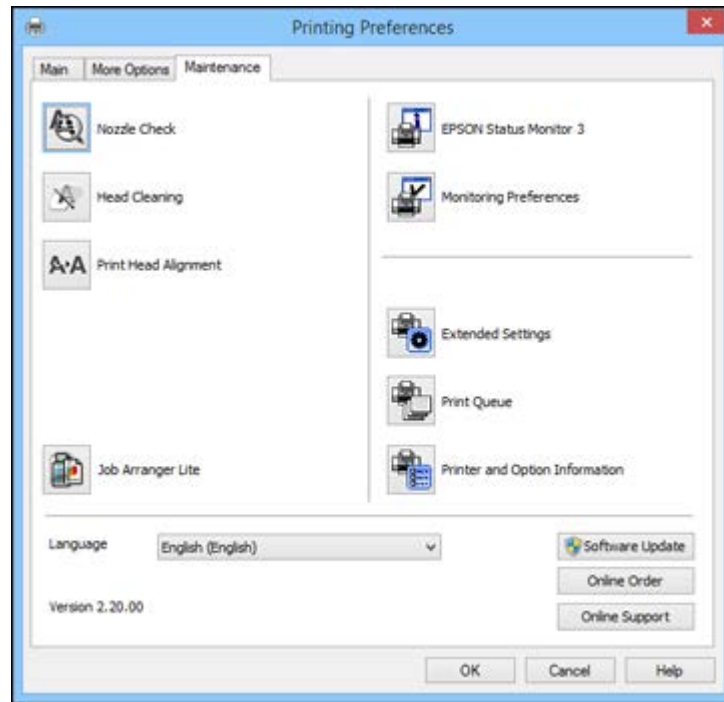 Printing Preferences
Main
More Options
Maintenance
Nozzle Check
Head Cleaning
A·A Print Head Alignment
Job Arranger Lite
EPSON Status Monitor 3
Monitoring Preferences
Extended Settings
Print Queue
Printer and Option Information
Language
English (English)
Version 2.20.00
Software Update
Online Order
Online Support
OK
Cancel
Help